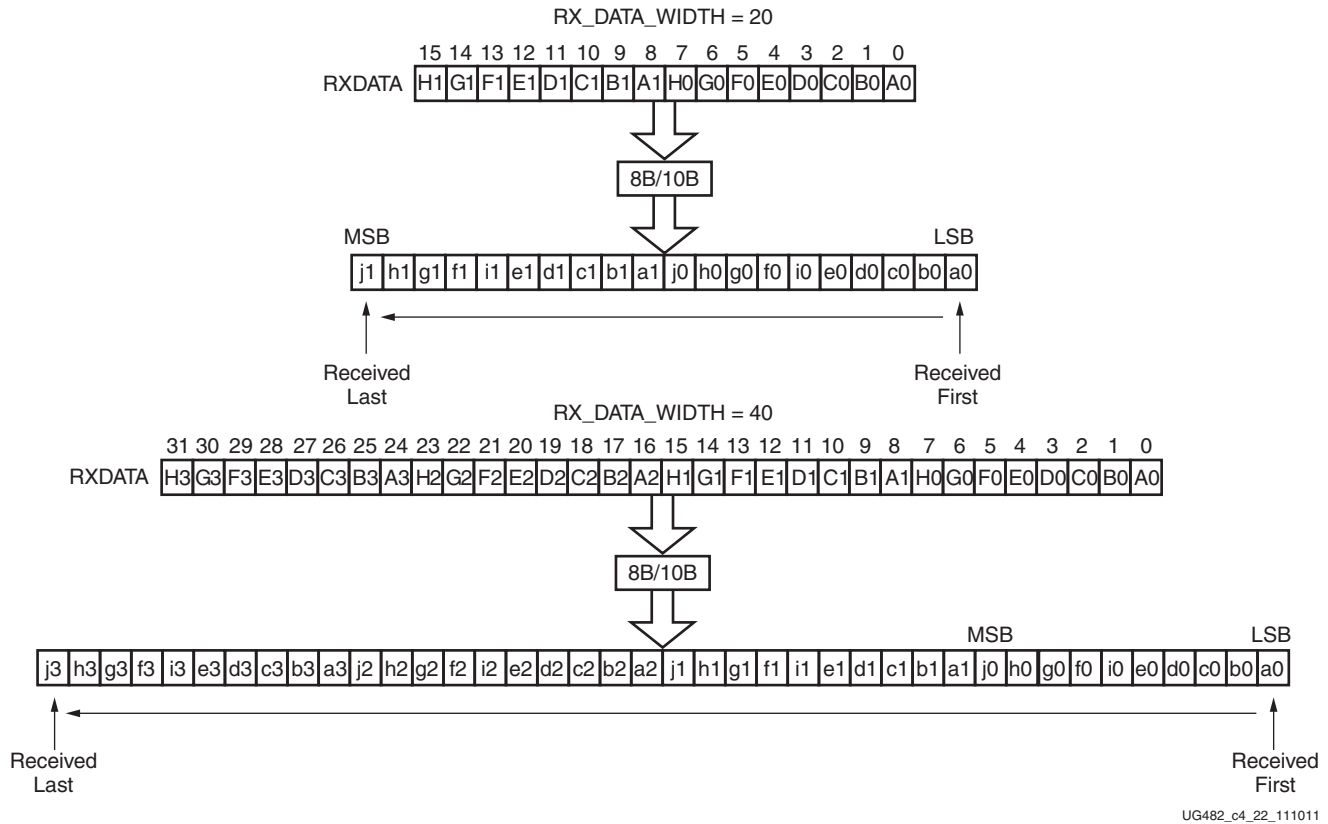 RX_DATA_WIDTH = 20
15 14 13 12 11 10 9 8 7 6 5 4 3 2 1 0
RXDATA H1 G1 F1 E1 D1 C1 B1 A1 H0 G0 F0 E0 D0 C0 B0 A0
8B/10B
MSB LSB
j1 h1 g1 f1 i1 e1 d1 c1 b1 a1 j0 h0 g0 f0 i0 e0 d0 c0 b0 a0
Received Last
Received First
RX_DATA_WIDTH = 40
31 30 29 28 27 26 25 24 23 22 21 20 19 18 17 16 15 14 13 12 11 10 9 8 7 6 5 4 3 2 1 0
RXDATA H3 G3 F3 E3 D3 C3 B3 A3 H2 G2 F2 E2 D2 C2 B2 A2 H1 G1 F1 E1 D1 C1 B1 A1 H0 G0 F0 E0 D0 C0 B0 A0
8B/10B
MSB LSB
j3 h3 g3 f3 i3 e3 d3 c3 b3 a3 j2 h2 g2 f2 i2 e2 d2 c2 b2 a2 j1 h1 g1 f1 i1 e1 d1 c1 b1 a1 j0 h0 g0 f0 i0 e0 d0 c0 b0 a0
Received Last
Received First
UG482_c4_22_111011